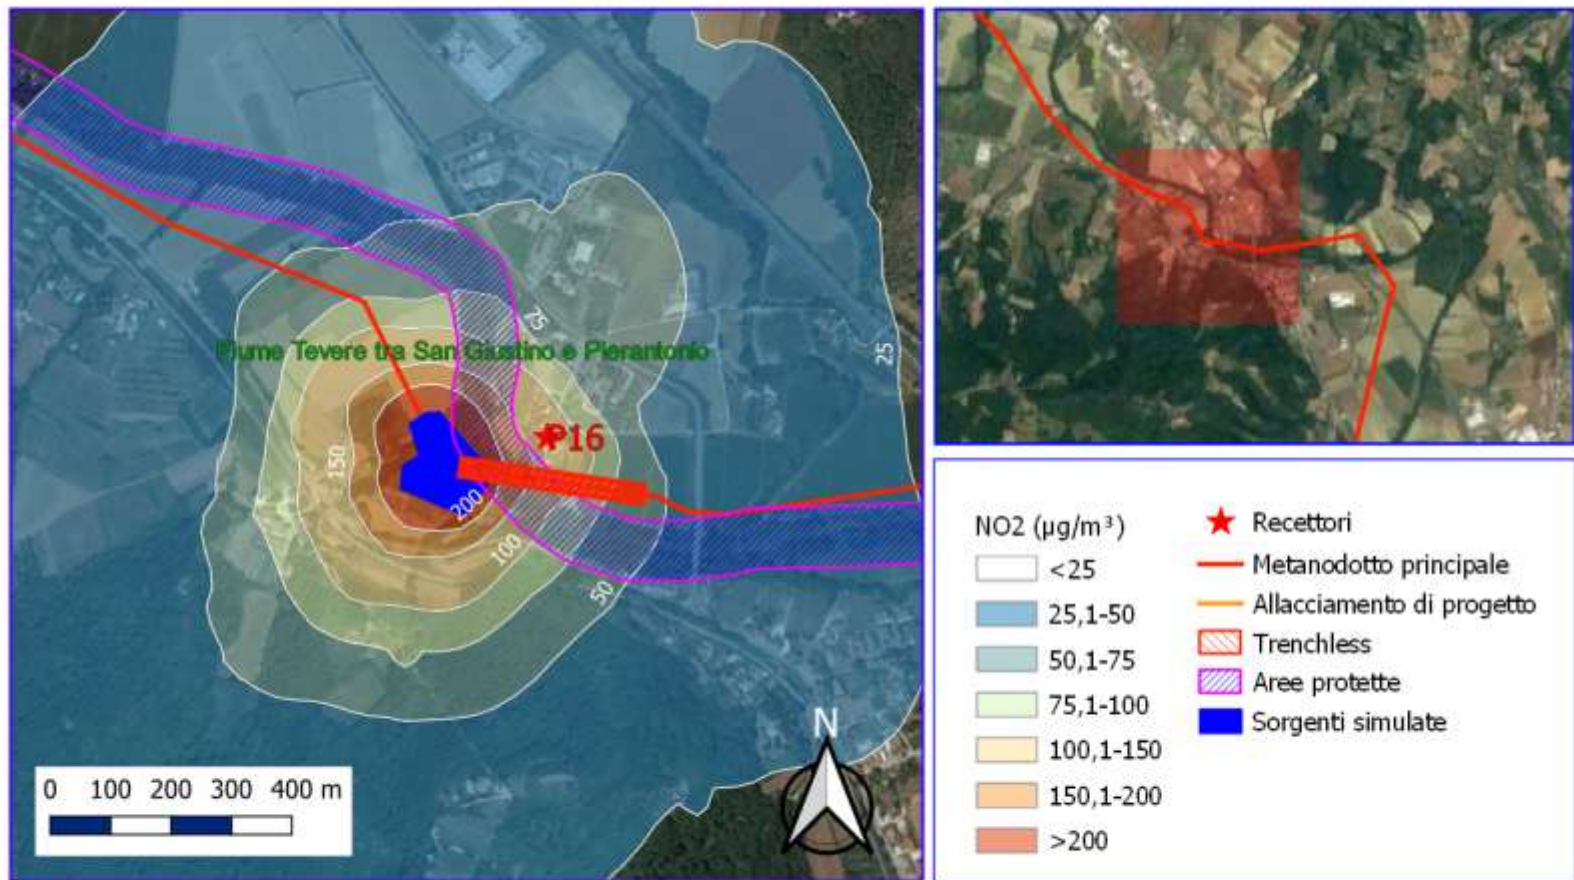 75
25
Fiume Tevere tra San Giustino e Pierantonio
P16
150
200
100
50
N
0 100 200 300 400 m
NO2 (µg/m³)
<25
25,1-50
50,1-75
75,1-100
100,1-150
150,1-200
>200
Recettori
Metanodotto principale
Allacciamento di progetto
Trenchless
Aree protette
Sorgenti simulate